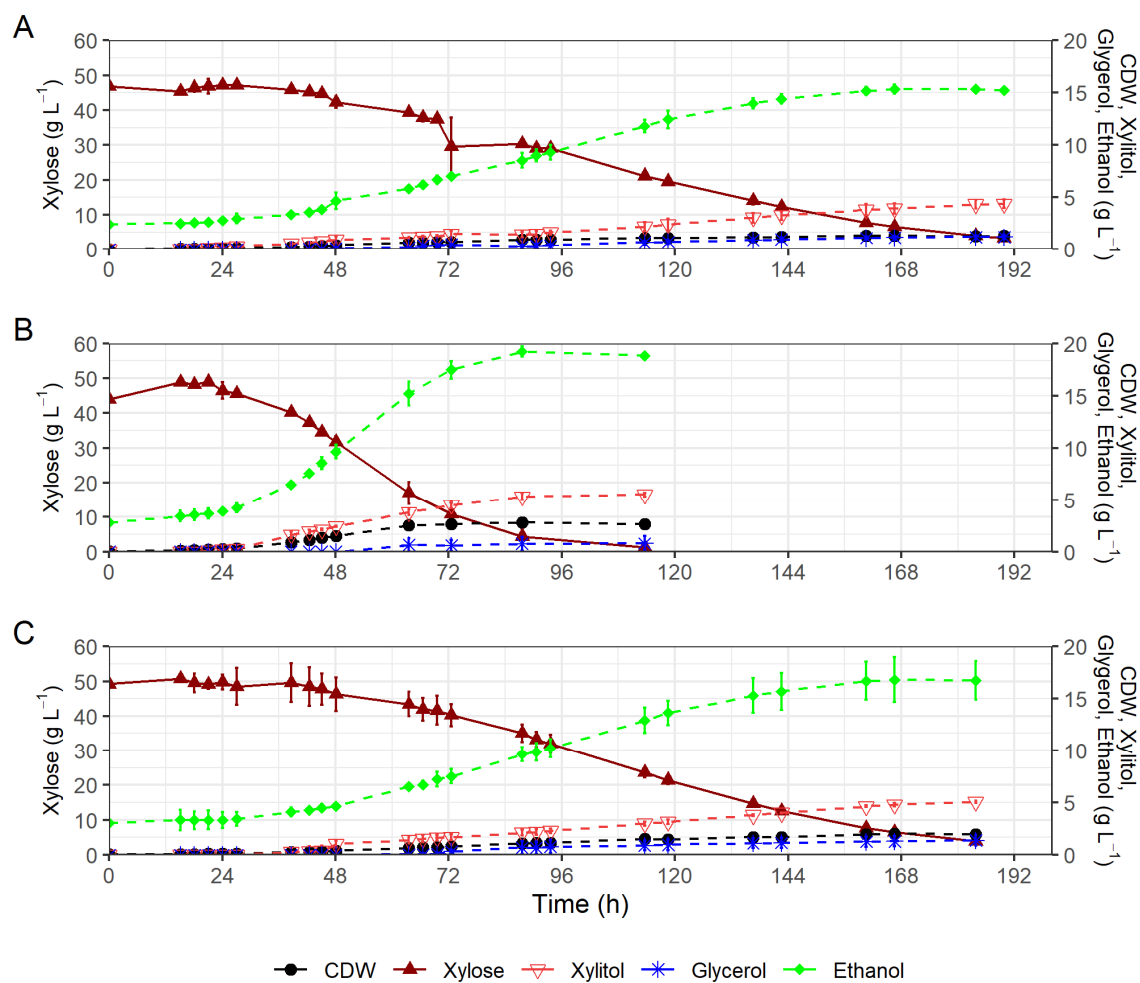 A
60
50
40
30
20
10
0
Xylose (g L⁻¹)
20
15
10
5
0
CDW, Xylitol,
Glygerol, Ethanol (g L⁻¹)
0 24 48 72 96 120 144 168 192
B
60
50
40
30
20
10
0
Xylose (g L⁻¹)
20
15
10
5
0
CDW, Xylitol,
Glygerol, Ethanol (g L⁻¹)
0 24 48 72 96 120 144 168 192
C
60
50
40
30
20
10
0
Xylose (g L⁻¹)
20
15
10
5
0
CDW, Xylitol,
Glygerol, Ethanol (g L⁻¹)
0 24 48 72 96 120 144 168 192
Time (h)
CDW Xylose Xylitol Glycerol Ethanol